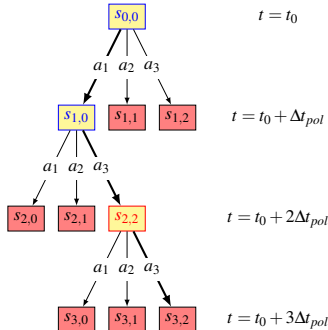 s0,0 t = t0
a1 a2 a3
s1,0 s1,1 s1,2 t = t0 + Δtpol
a1 a2 a3
s2,0 s2,1 s2,2 t = t0 + 2Δtpol
a1 a2 a3
s3,0 s3,1 s3,2 t = t0 + 3Δtpol